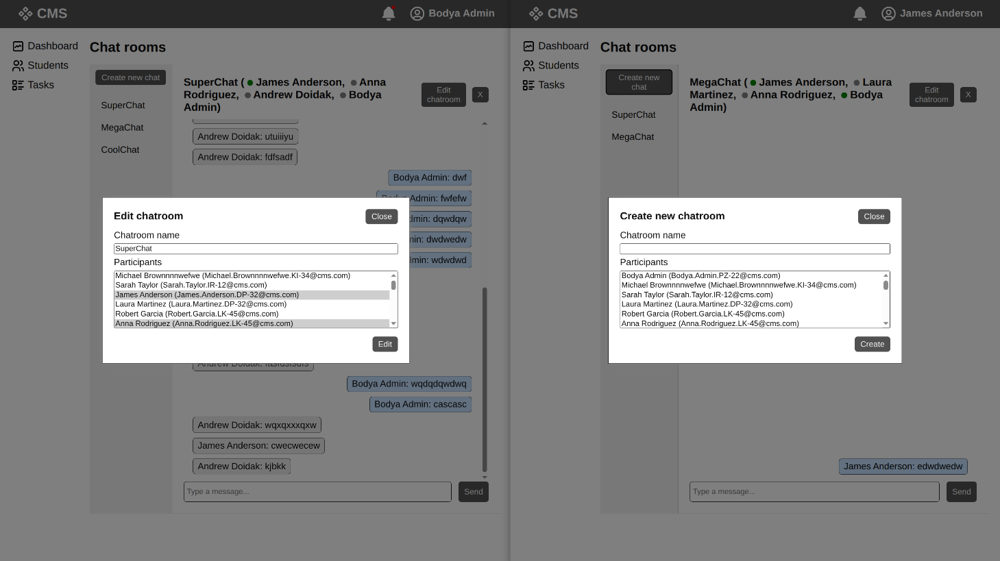 CMS
Bodya Admin
Dashboard
Students
Tasks
Chat rooms
Create new chat
SuperChat
MegaChat
CoolChat
SuperChat ( James Anderson, Anna
Rodriguez, Andrew Doidak, Bodya
Admin)
Edit
chatroom
X
Andrew Doidak: utuiiiyu
Andrew Doidak: fdfsadf
Bodya Admin: dwf
Bodya Admin: fwfefw
dmin: dqwdqw
min: dwdwedw
dmin: wdwdwd
Edit chatroom
Close
Chatroom name
SuperChat
Participants
Michael Brownnnnwefwe (Michael.Brownnnnwefwe.KI-34@cms.com)
Sarah Taylor (Sarah.Taylor.IR-12@cms.com)
James Anderson (James.Anderson.DP-32@cms.com)
Laura Martinez (Laura.Martinez.DP-32@cms.com)
Robert Garcia (Robert.Garcia.LK-45@cms.com)
Anna Rodriguez (Anna.Rodriguez.LK-45@cms.com)
Edit
Andrew Doidak:
Bodya Admin: wqdqdqwdwq
Bodya Admin: cascasc
Andrew Doidak: wqxqxxxqxw
James Anderson: cwecwecew
Andrew Doidak: kjbkk
Type a message...
Send
CMS
James Anderson
Dashboard
Students
Tasks
Chat rooms
Create new
chat
SuperChat
MegaChat
MegaChat ( James Anderson, Laura
Martinez, Anna Rodriguez, Bodya
Admin)
Edit
chatroom
X
Create new chatroom
Close
Chatroom name
Participants
Bodya Admin (Bodya.Admin.PZ-22@cms.com)
Michael Brownnnnwefwe (Michael.Brownnnnwefwe.KI-34@cms.com)
Sarah Taylor (Sarah.Taylor.IR-12@cms.com)
Laura Martinez (Laura.Martinez.DP-32@cms.com)
Robert Garcia (Robert.Garcia.LK-45@cms.com)
Anna Rodriguez (Anna.Rodriguez.LK-45@cms.com)
Create
James Anderson: edwdwedw
Type a message...
Send